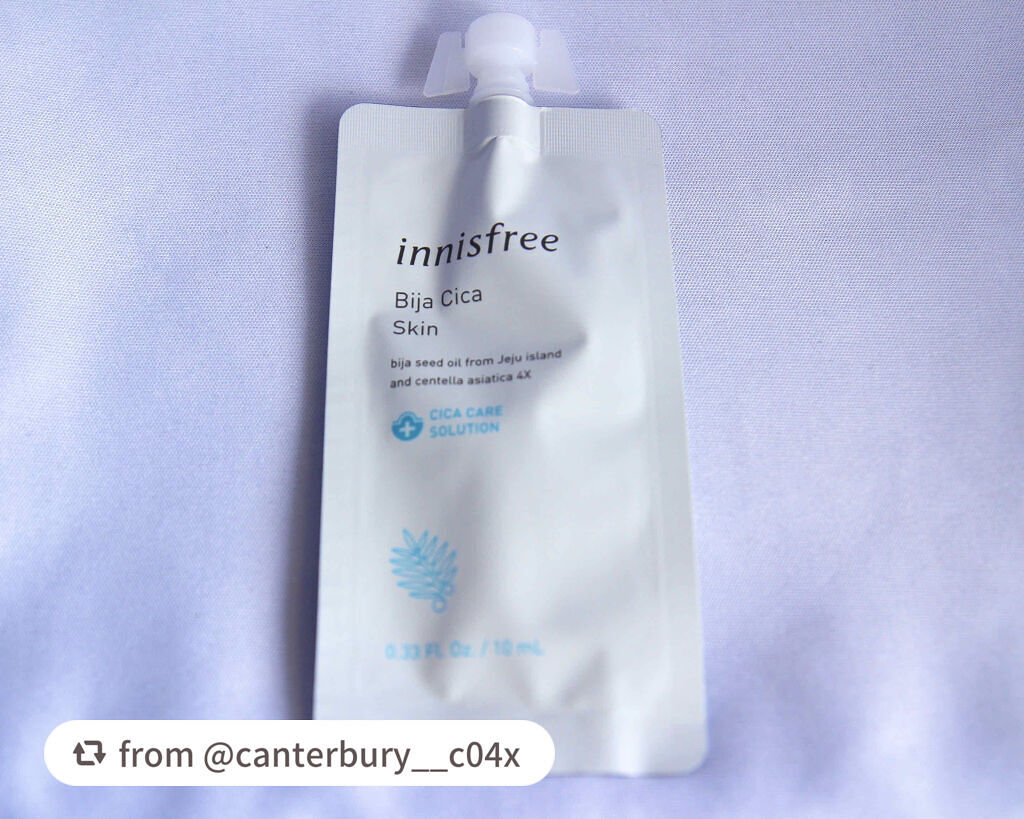 innisfree
Bija Cica
Skin
bija seed oil from Jeju island
and centella asiatica 4X
CICA CARE
SOLUTION
0.33 FL. Oz. / 10 mL
from @canterbury__c04x